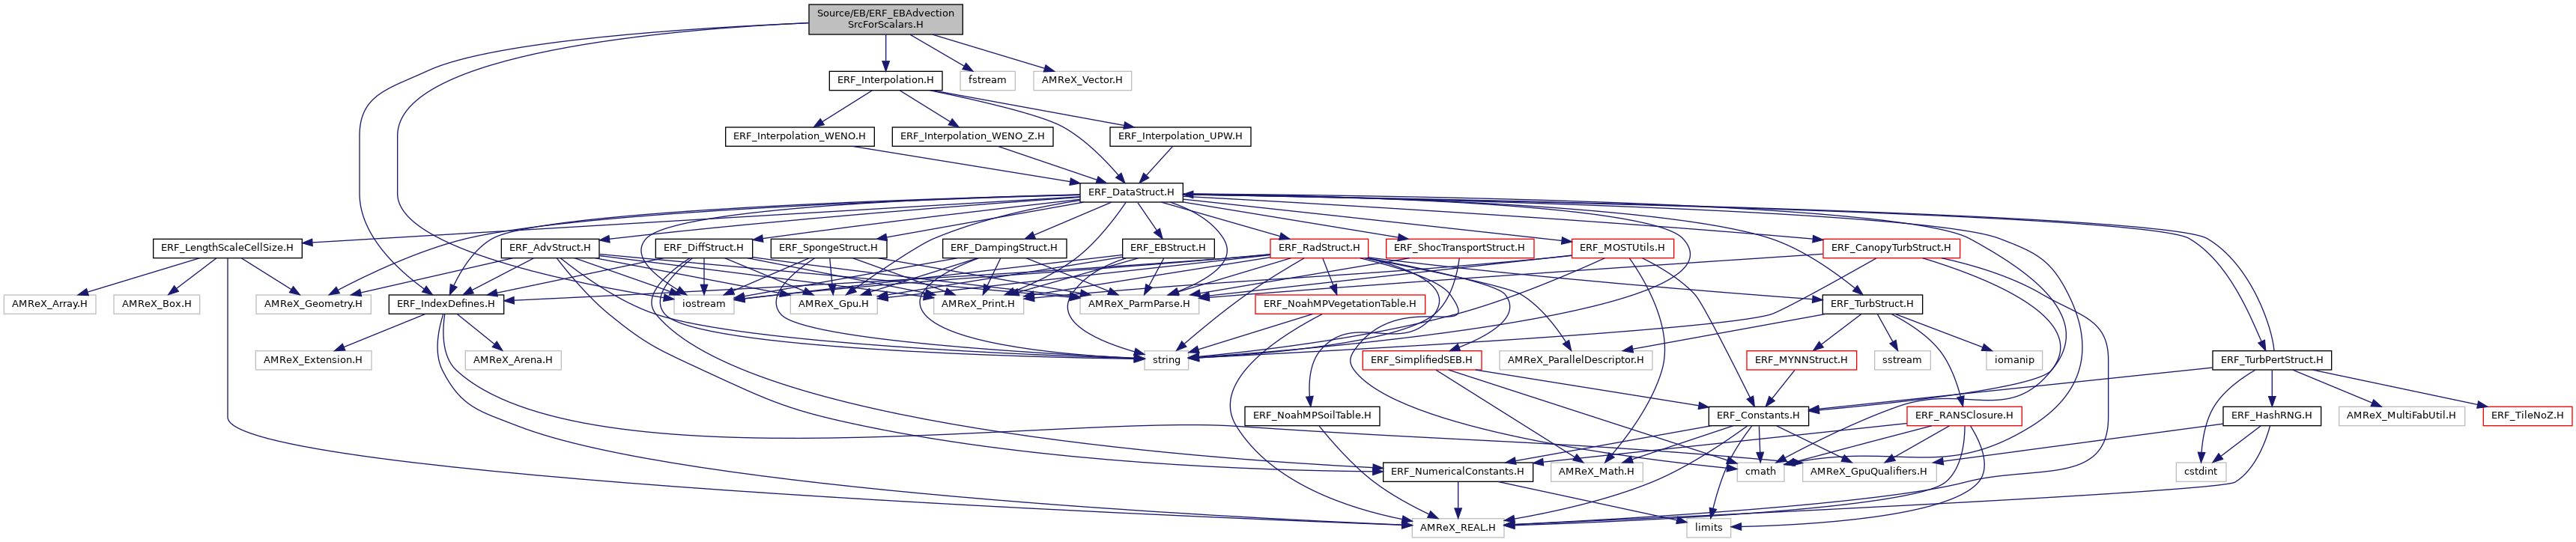 Source/EB/ERF_EBAdvection
SrcForScalars.H
ERF_Interpolation.H
fstream
AMReX_Vector.H
ERF_Interpolation_WENO.H
ERF_Interpolation_WENO_Z.H
ERF_Interpolation_UPW.H
ERF_DataStruct.H
ERF_LengthScaleCellSize.H
ERF_AdvStruct.H
ERF_DiffStruct.H
ERF_SpongeStruct.H
ERF_DampingStruct.H
ERF_EBStruct.H
ERF_RadStruct.H
ERF_ShocTransportStruct.H
ERF_MOSTUtils.H
ERF_CanopyTurbStruct.H
AMReX_Array.H
AMReX_Box.H
AMReX_Geometry.H
ERF_IndexDefines.H
iostream
AMReX_Gpu.H
AMReX_Print.H
AMReX_ParmParse.H
ERF_NoahMPVegetationTable.H
ERF_TurbStruct.H
AMReX_Extension.H
AMReX_Arena.H
string
ERF_SimplifiedSEB.H
AMReX_ParallelDescriptor.H
ERF_MYNNStruct.H
sstream
iomanip
ERF_TurbPertStruct.H
ERF_NoahMPSoilTable.H
ERF_Constants.H
ERF_RANSClosure.H
ERF_HashRNG.H
AMReX_MultiFabUtil.H
ERF_TileNoZ.H
ERF_NumericalConstants.H
AMReX_Math.H
cmath
AMReX_GpuQualifiers.H
cstdint
AMReX_REAL.H
limits